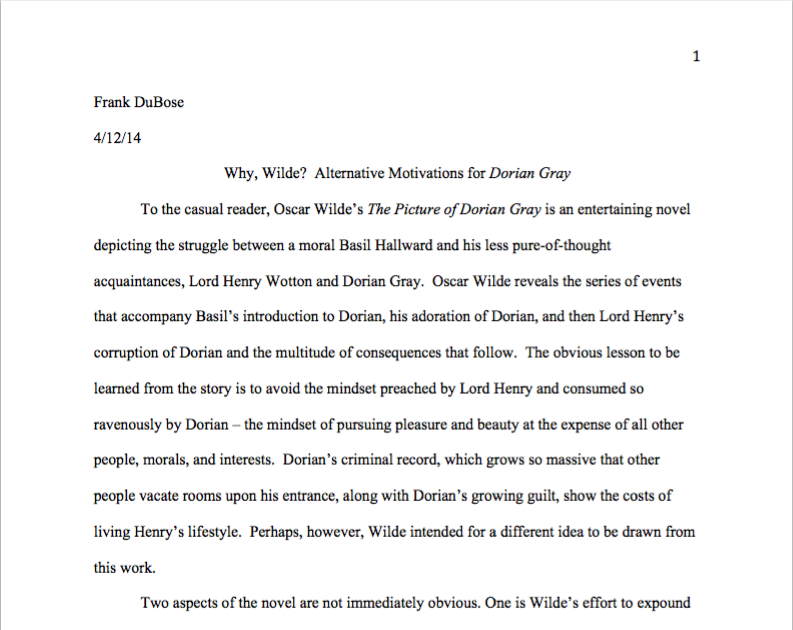 1
Frank DuBose
4/12/14
Why, Wilde?  Alternative Motivations for Dorian Gray
To the casual reader, Oscar Wilde’s The Picture of Dorian Gray is an entertaining novel
depicting the struggle between a moral Basil Hallward and his less pure-of-thought
acquaintances, Lord Henry Wotton and Dorian Gray.  Oscar Wilde reveals the series of events
that accompany Basil’s introduction to Dorian, his adoration of Dorian, and then Lord Henry’s
corruption of Dorian and the multitude of consequences that follow.  The obvious lesson to be
learned from the story is to avoid the mindset preached by Lord Henry and consumed so
ravenously by Dorian – the mindset of pursuing pleasure and beauty at the expense of all other
people, morals, and interests.  Dorian’s criminal record, which grows so massive that other
people vacate rooms upon his entrance, along with Dorian’s growing guilt, show the costs of
living Henry’s lifestyle.  Perhaps, however, Wilde intended for a different idea to be drawn from
this work.
Two aspects of the novel are not immediately obvious. One is Wilde’s effort to expound